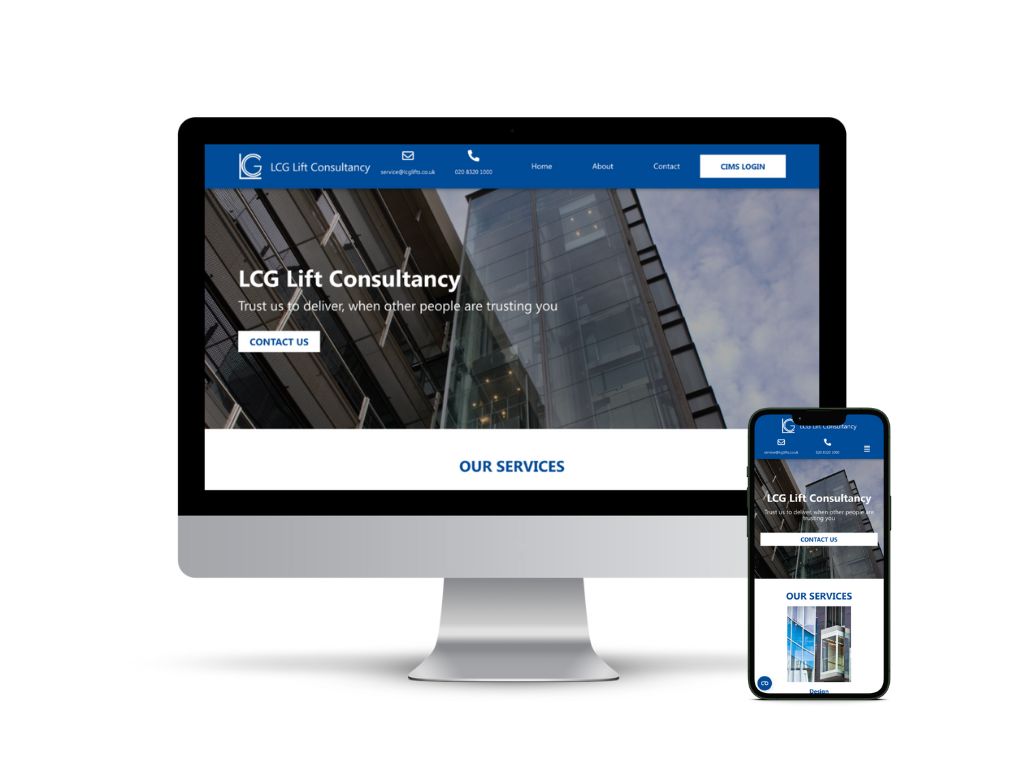 LCG Lift Consultancy
service@lcglifts.co.uk
020 8320 1000
Home
About
Contact
CIMS LOGIN
LCG Lift Consultancy
Trust us to deliver, when other people are trusting you
CONTACT US
OUR SERVICES
LCG Lift Consultancy
service@lcglifts.co.uk
020 8320 1000
LCG Lift Consultancy
Trust us to deliver, when other people are
trusting you
CONTACT US
OUR SERVICES
Design